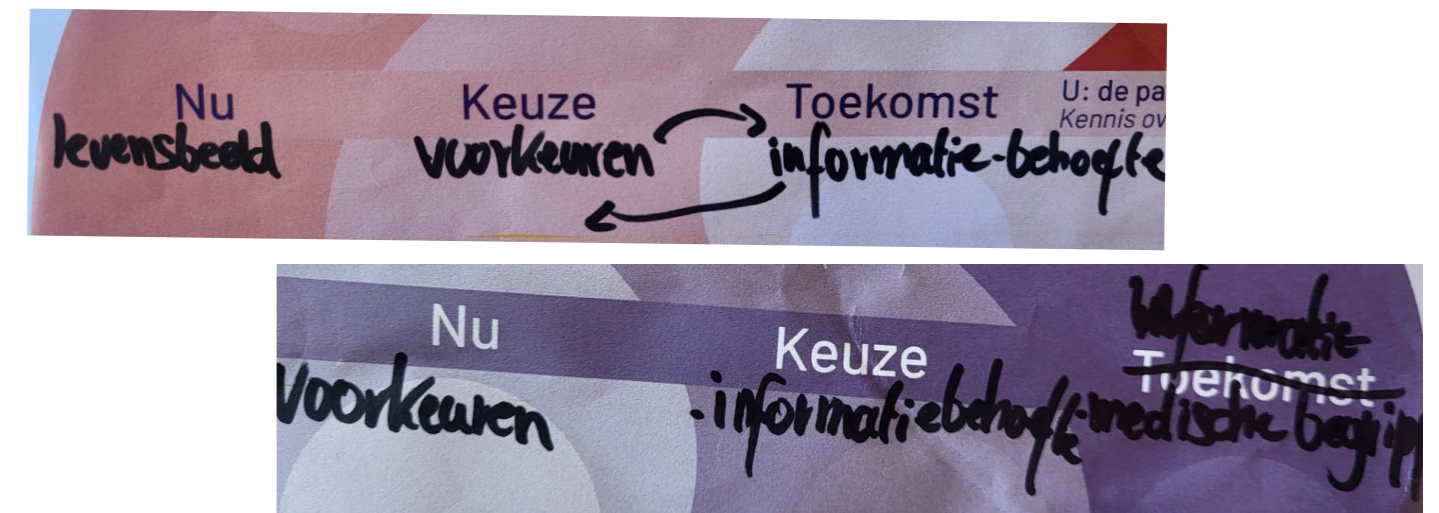 Nu Keuze Toekomst U: de pa
Kennis ov
levensbeeld voorkeuren informatie-behoefte
Informatie
Nu Keuze Toekomst
voorkeuren - informatiebehoefte - medische begripp